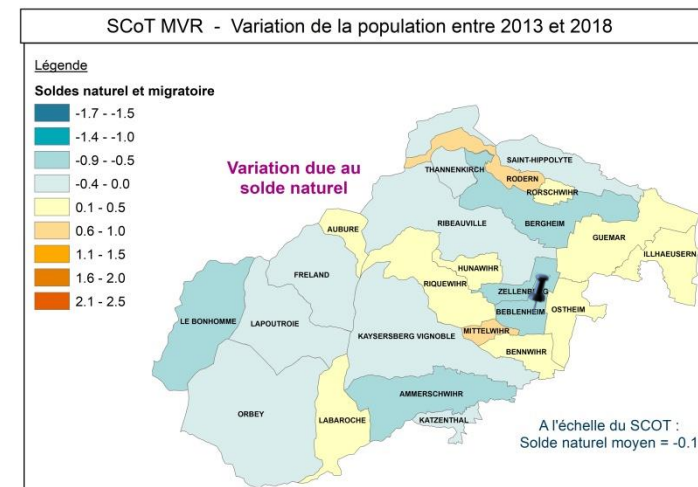 SCoT MVR - Variation de la population entre 2013 et 2018
Légende
Soldes naturel et migratoire
-1.7 - -1.5
-1.4 - -1.0
-0.9 - -0.5
-0.4 - 0.0
0.1 - 0.5
0.6 - 1.0
1.1 - 1.5
1.6 - 2.0
2.1 - 2.5
Variation due au
solde naturel
SAINT-HIPPOLYTE
THANNENKIRCH
RODERN
RORSCHWIHR
RIBEAUVILLE
BERGHEIM
AUBURE
GUEMAR
ILLHAEUSERN
FRELAND
HUNAWIHR
RIQUEWIHR
LE BONHOMME
LAPOUTROIE
BEBLENHEIM
OSTHEIM
KAYSERSBERG VIGNOBLE
MITTELWIHR
BENNWIHR
AMMERSCHWIHR
ORBEY
LABAROCHE
KATZENTHAL
A l'échelle du SCOT :
Solde naturel moyen = -0.1